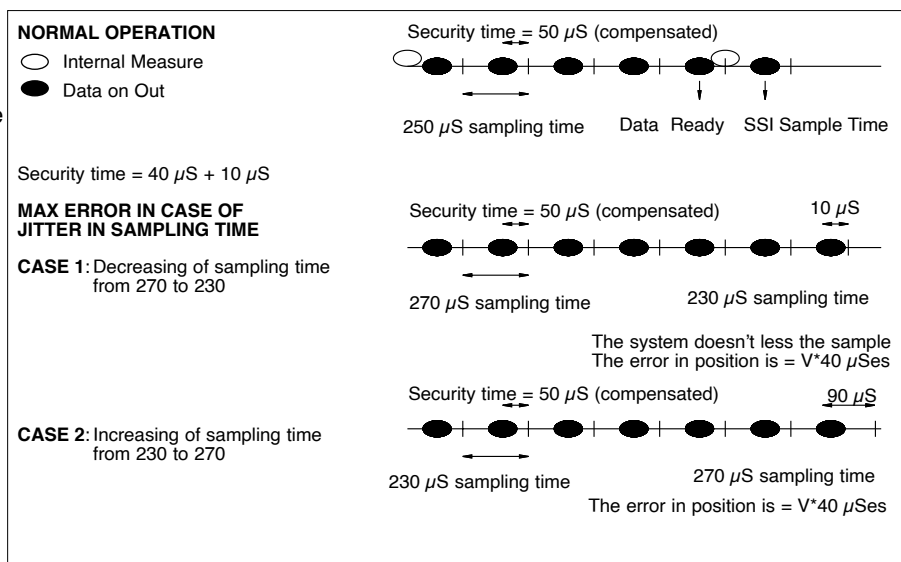 NORMAL OPERATION
Internal Measure
Data on Out
e
Security time = 50 µS (compensated)
250 µS sampling time
Data Ready
SSI Sample Time
Security time = 40 µS + 10 µS
MAX ERROR IN CASE OF
JITTER IN SAMPLING TIME
CASE 1: Decreasing of sampling time
from 270 to 230
Security time = 50 µS (compensated)
10 µS
270 µS sampling time
230 µS sampling time
The system doesn't less the sample
The error in position is = V*40 µSes
CASE 2: Increasing of sampling time
from 230 to 270
Security time = 50 µS (compensated)
90 µS
230 µS sampling time
270 µS sampling time
The error in position is = V*40 µSes